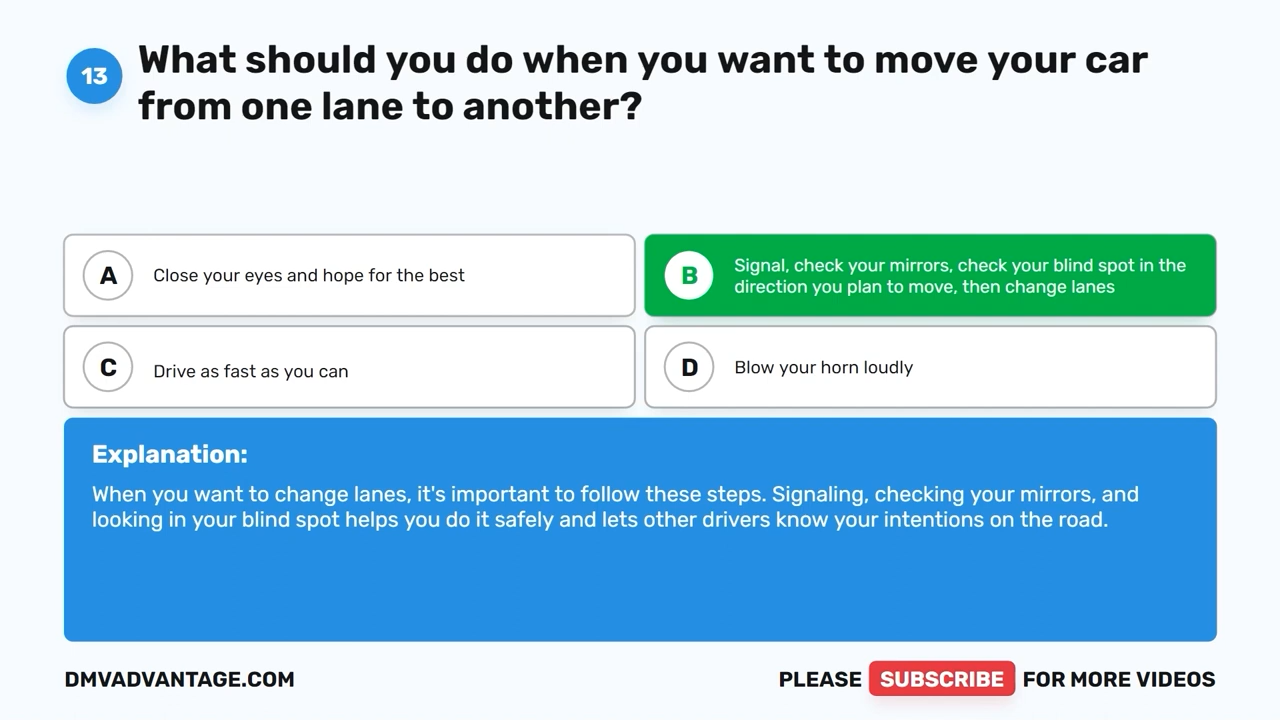 13
What should you do when you want to move your car
from one lane to another?
A
Close your eyes and hope for the best
B
Signal, check your mirrors, check your blind spot in the
direction you plan to move, then change lanes
C
Drive as fast as you can
D
Blow your horn loudly
Explanation:
When you want to change lanes, it's important to follow these steps. Signaling, checking your mirrors, and
looking in your blind spot helps you do it safely and lets other drivers know your intentions on the road.
DMVADVANTAGE.COM
PLEASE SUBSCRIBE FOR MORE VIDEOS